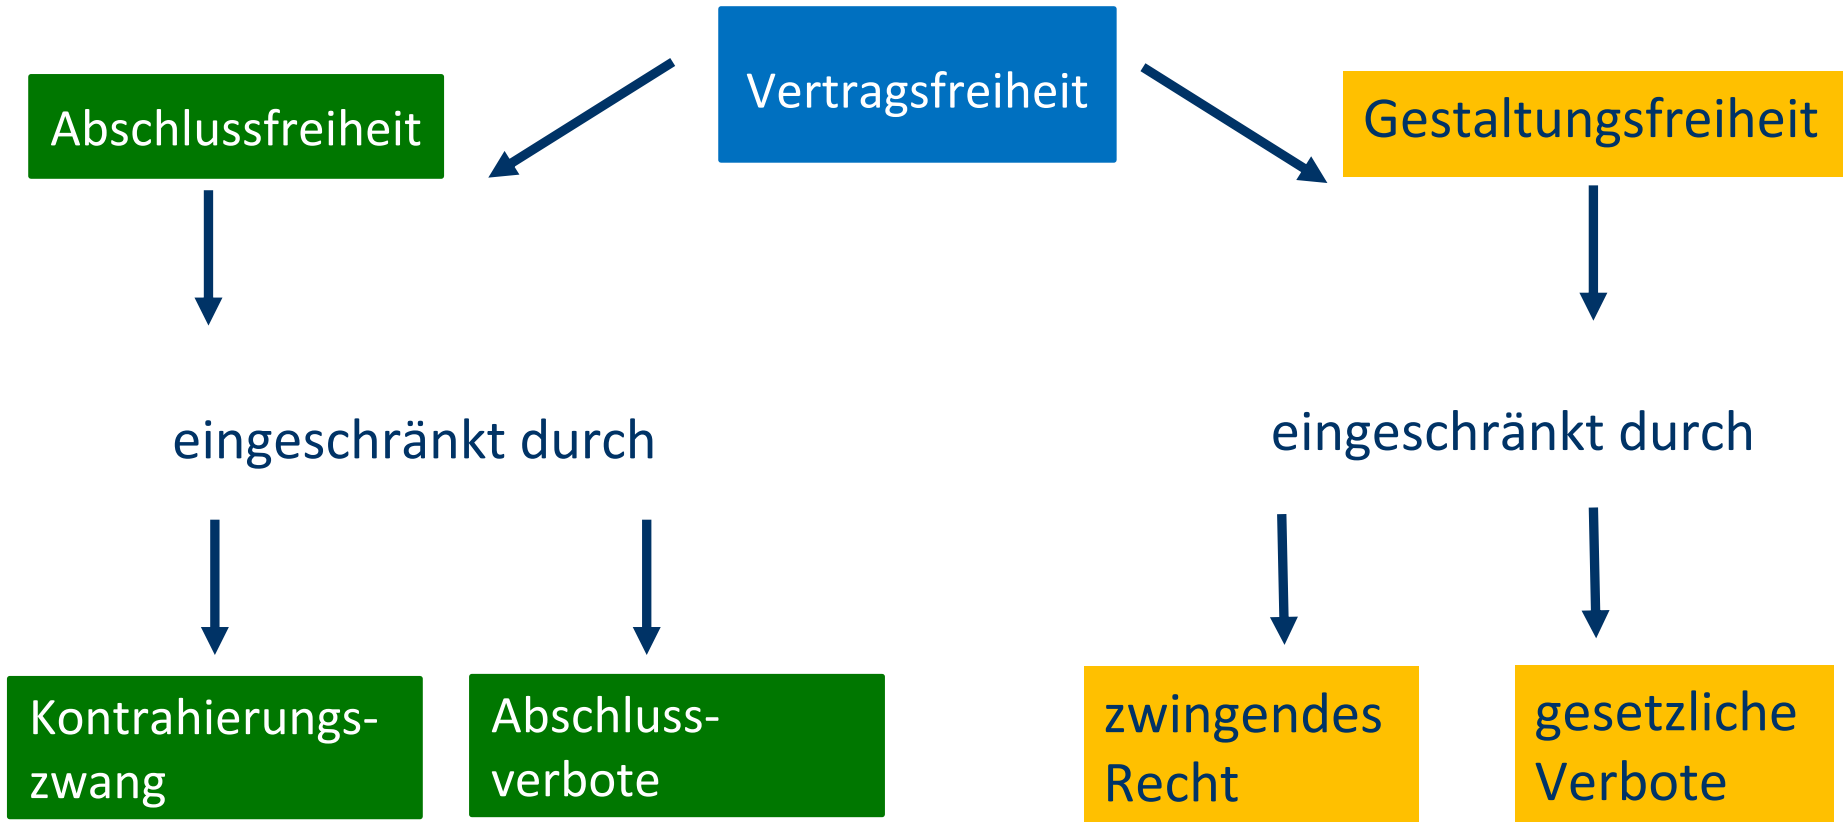 Vertragsfreiheit
Abschlussfreiheit
Gestaltungsfreiheit
eingeschränkt durch
eingeschränkt durch
Kontrahierungs-
zwang
Abschluss-
verbote
zwingendes
Recht
gesetzliche
Verbote